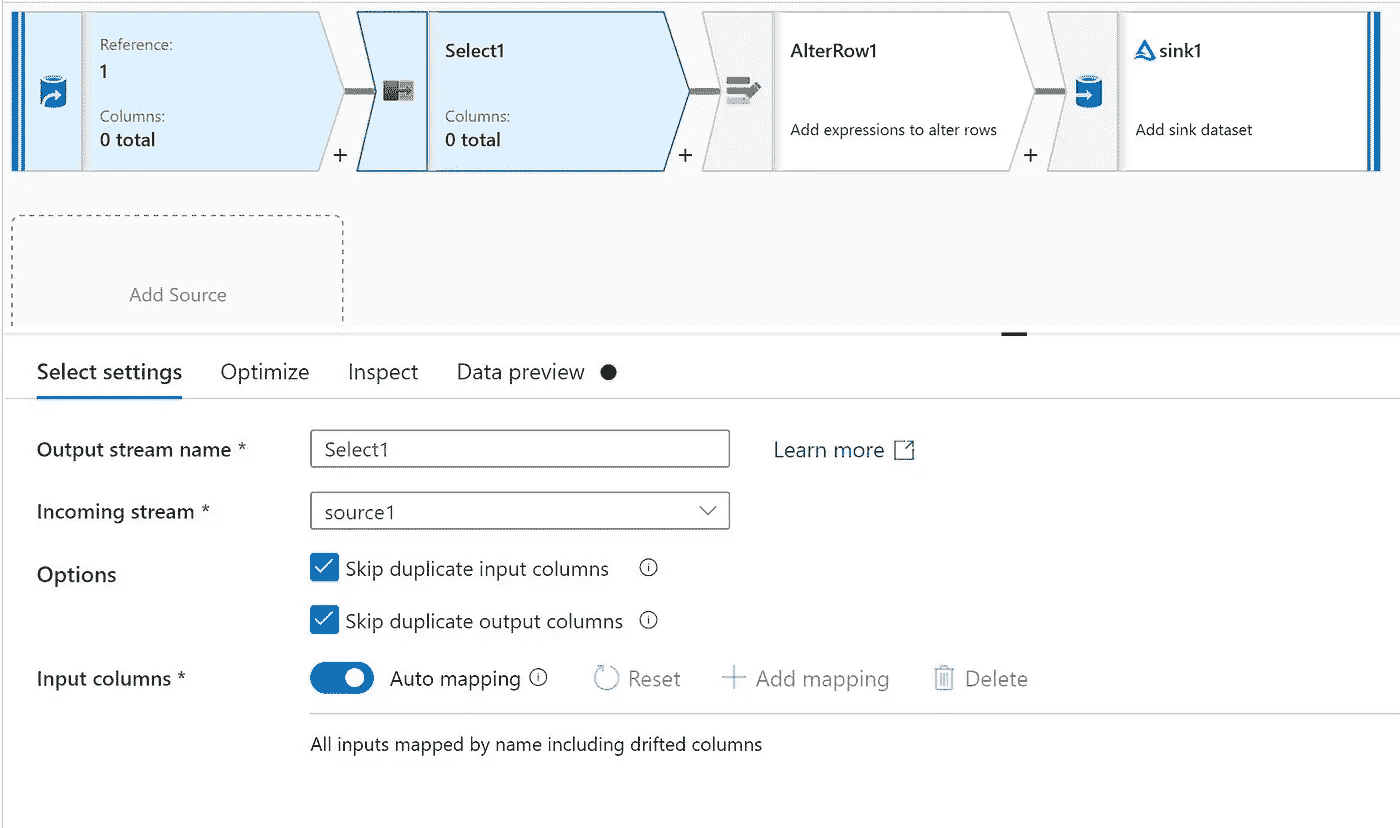 Reference:
1
Columns:
0 total
+
Select1
Columns:
0 total
+
AlterRow1
Add expressions to alter rows
+
sink1
Add sink dataset
Add Source
Select settings Optimize Inspect Data preview
Output stream name * Select1 Learn more
Incoming stream * source1
Options Skip duplicate input columns
Skip duplicate output columns
Input columns * Auto mapping Reset + Add mapping Delete
All inputs mapped by name including drifted columns